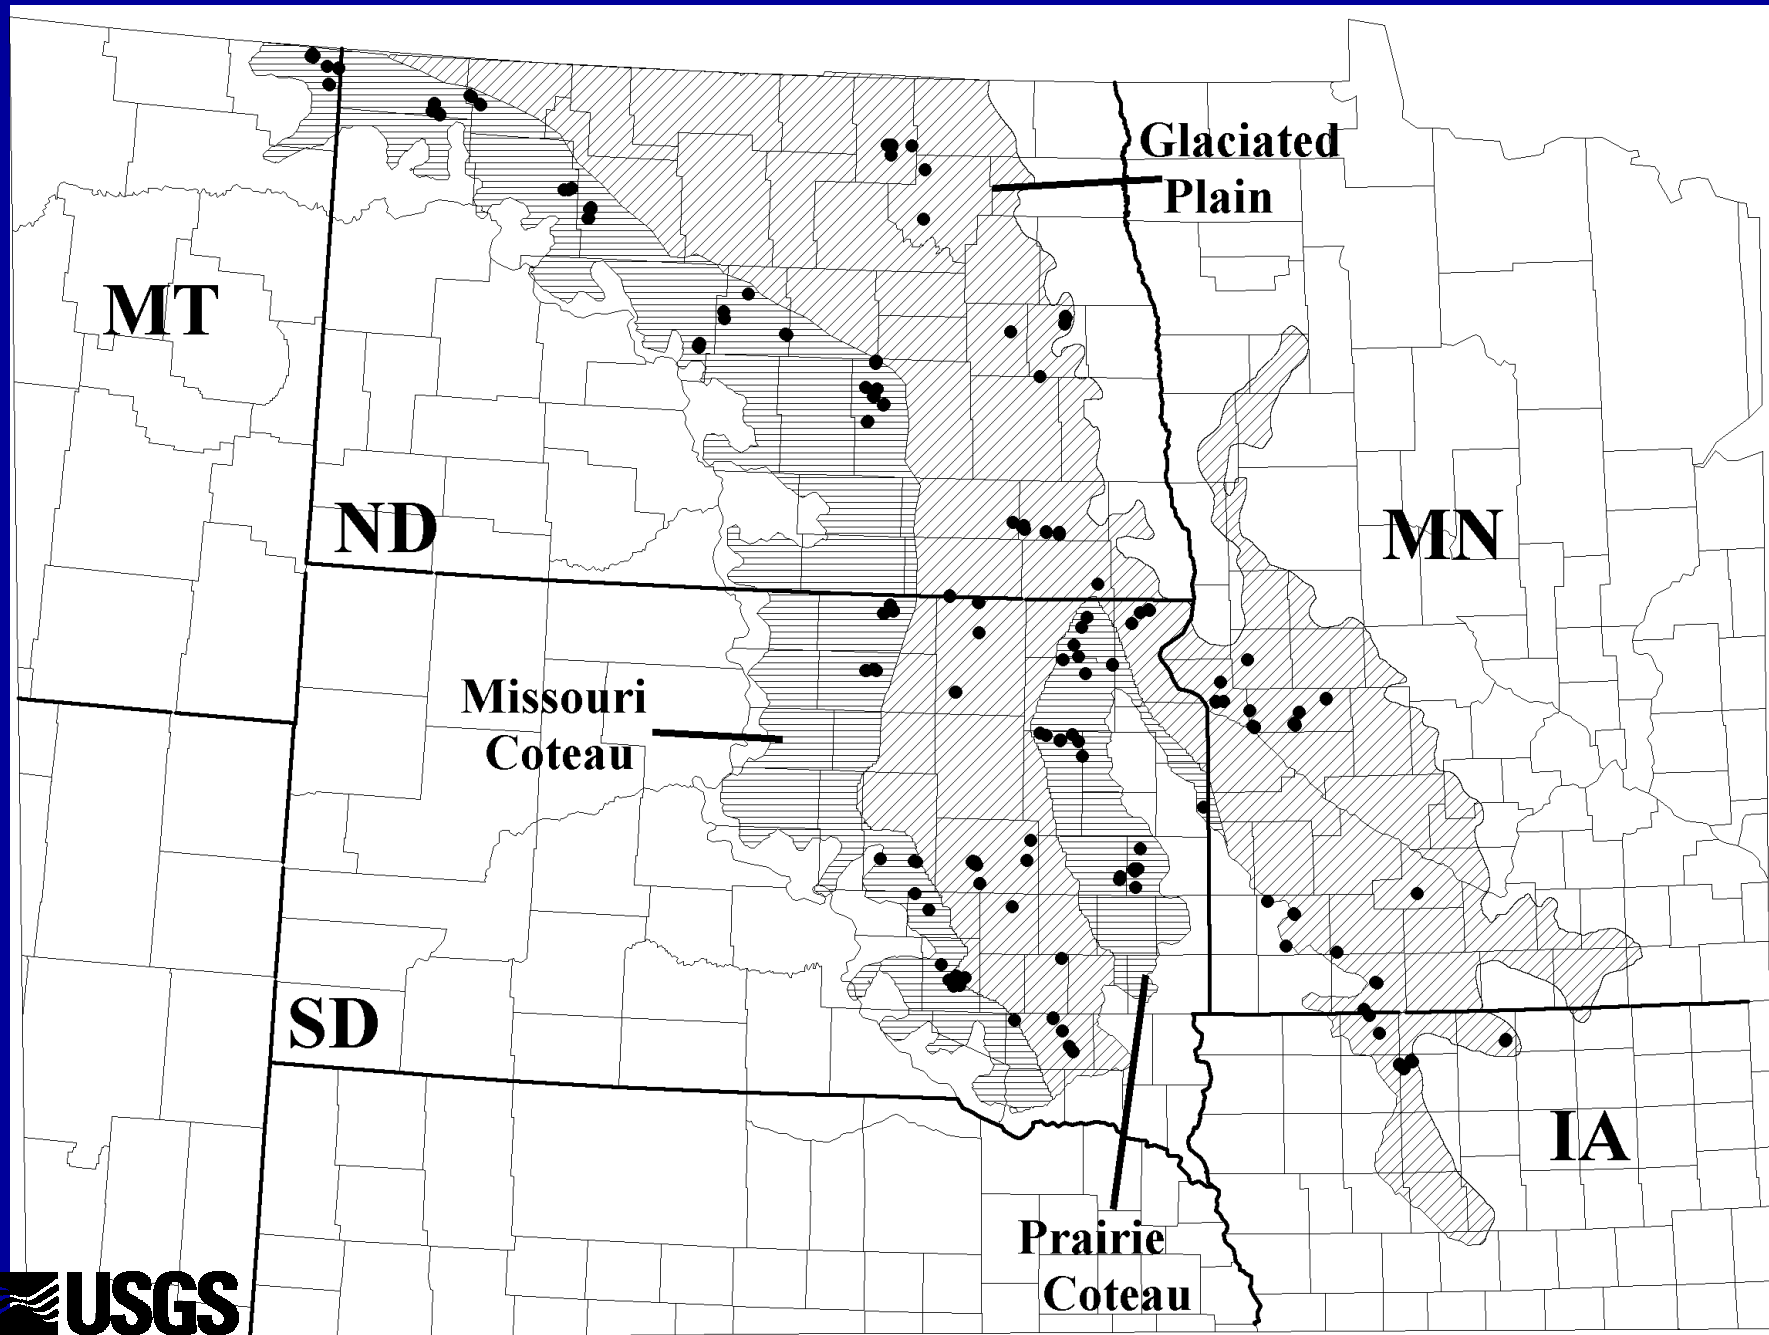 Glaciated
Plain
MT
ND
MN
Missouri
Coteau
SD
IA
Prairie
Coteau
USGS